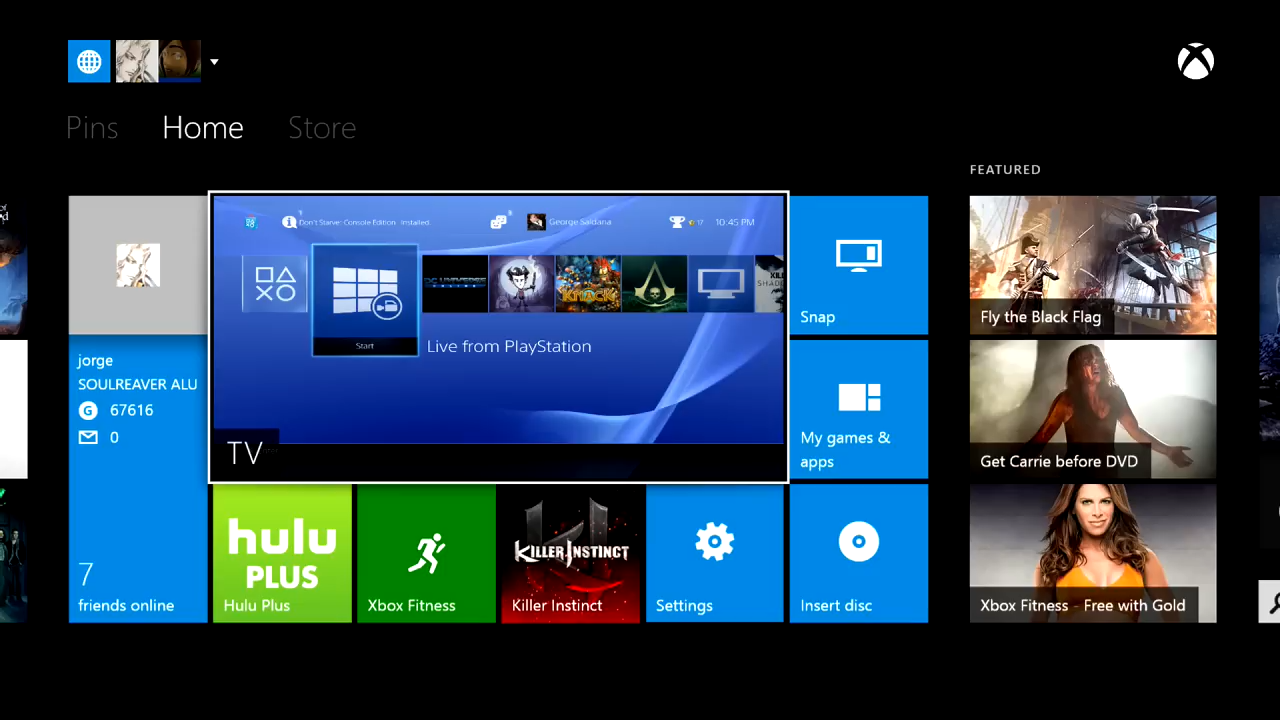 Pins Home Store
FEATURED
Don't Starve: Console Edition Installed.
George Saldana
17
10:45 PM
KNACK
Start
Live from PlayStation
TV
jorge
SOULREAVER ALU
G 67616
0
7
friends online
Snap
My games &
apps
hulu
PLUS
Hulu Plus
Xbox Fitness
KILLER INSTINCT
Killer Instinct
Settings
Insert disc
Fly the Black Flag
Get Carrie before DVD
Xbox Fitness - Free with Gold